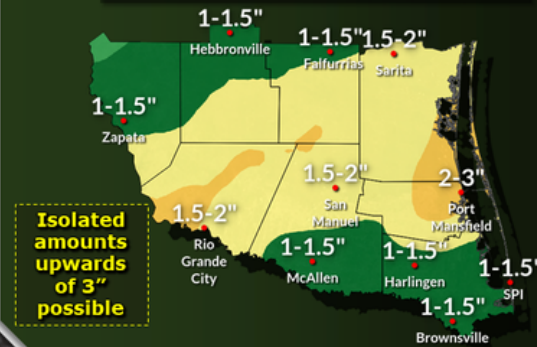 1-1.5"
Hebbronville
1-1.5"
Falfurrias
1.5-2"
Sarita
1-1.5"
Zapata
1.5-2"
San
Manuel
2-3"
Port
Mansfield
1.5-2"
Rio
Grande
City
1-1.5"
McAllen
1-1.5"
Harlingen
1-1.5"
SPI
1-1.5"
Brownsville
Isolated
amounts
upwards
of 3”
possible